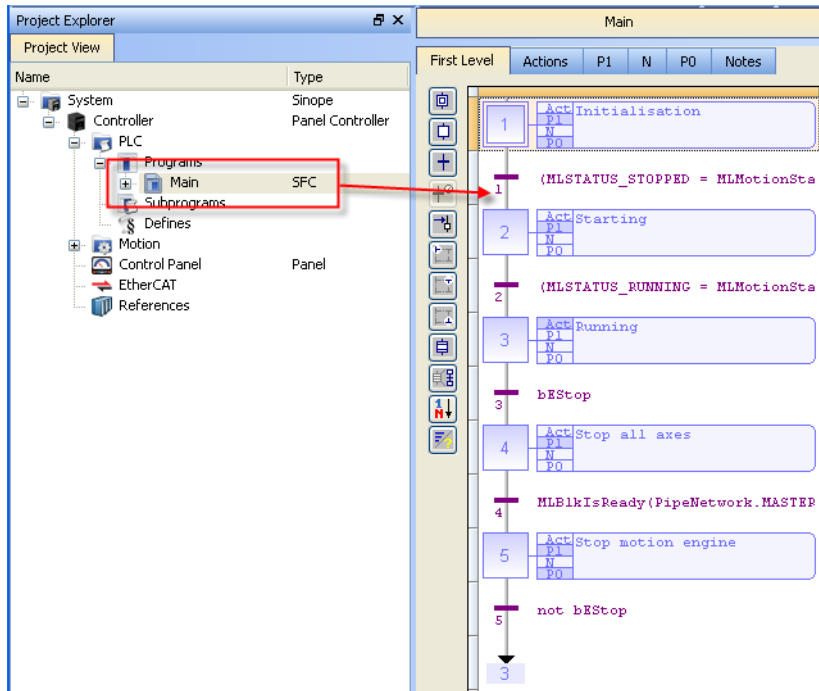 Project Explorer
Project View
Name Type
System Sinope
Controller Panel Controller
PLC
Programs
Main SFC
Subprograms
Defines
Motion
Control Panel Panel
EtherCAT
References
Main
First Level Actions P1 N P0 Notes
1 Act P1 N P0 Initialisation
1 (MLSTATUS_STOPPED = MLMotionSta
2 Act P1 N P0 Starting
2 (MLSTATUS_RUNNING = MLMotionSta
3 Act P1 N P0 Running
3 bEStop
4 Act P1 N P0 Stop all axes
4 MLBlkIsReady(PipeNetwork.MASTER
5 Act P1 N P0 Stop motion engine
5 not bEStop
3